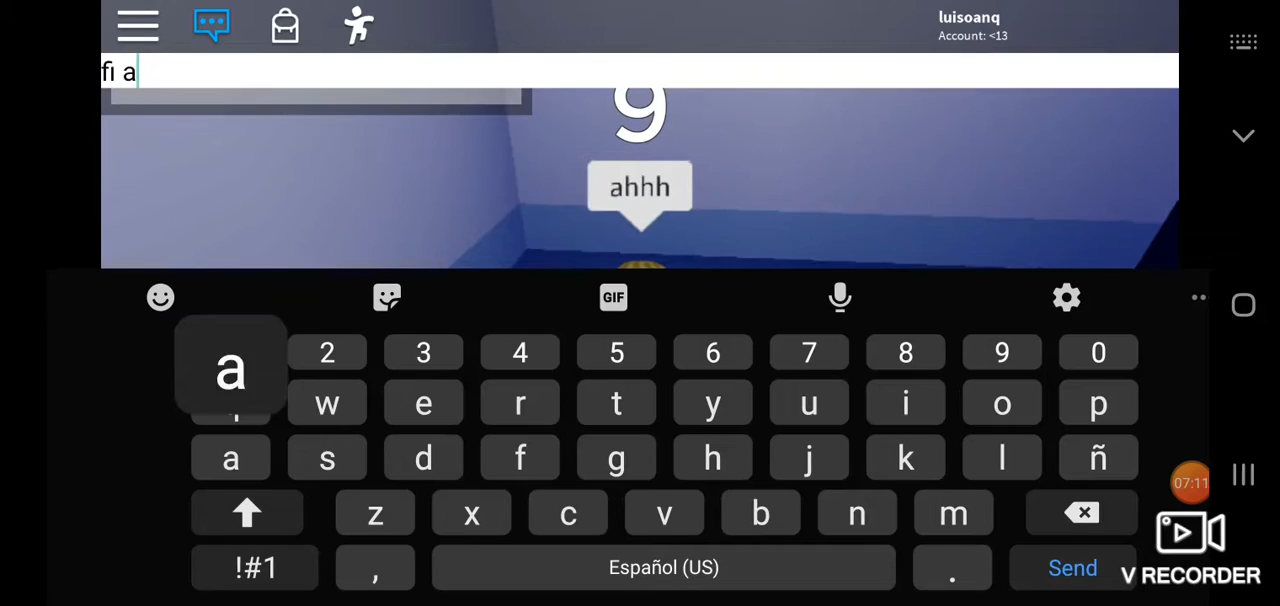 luisoanq
Account: <13
fi a
9
ahhh
GIF
a
2 3 4 5 6 7 8 9 0
w e r t y u i o p
a s d f g h j k l ñ
07:11
z x c v b n m
!#1 , Español (US) . Send
V RECORDER